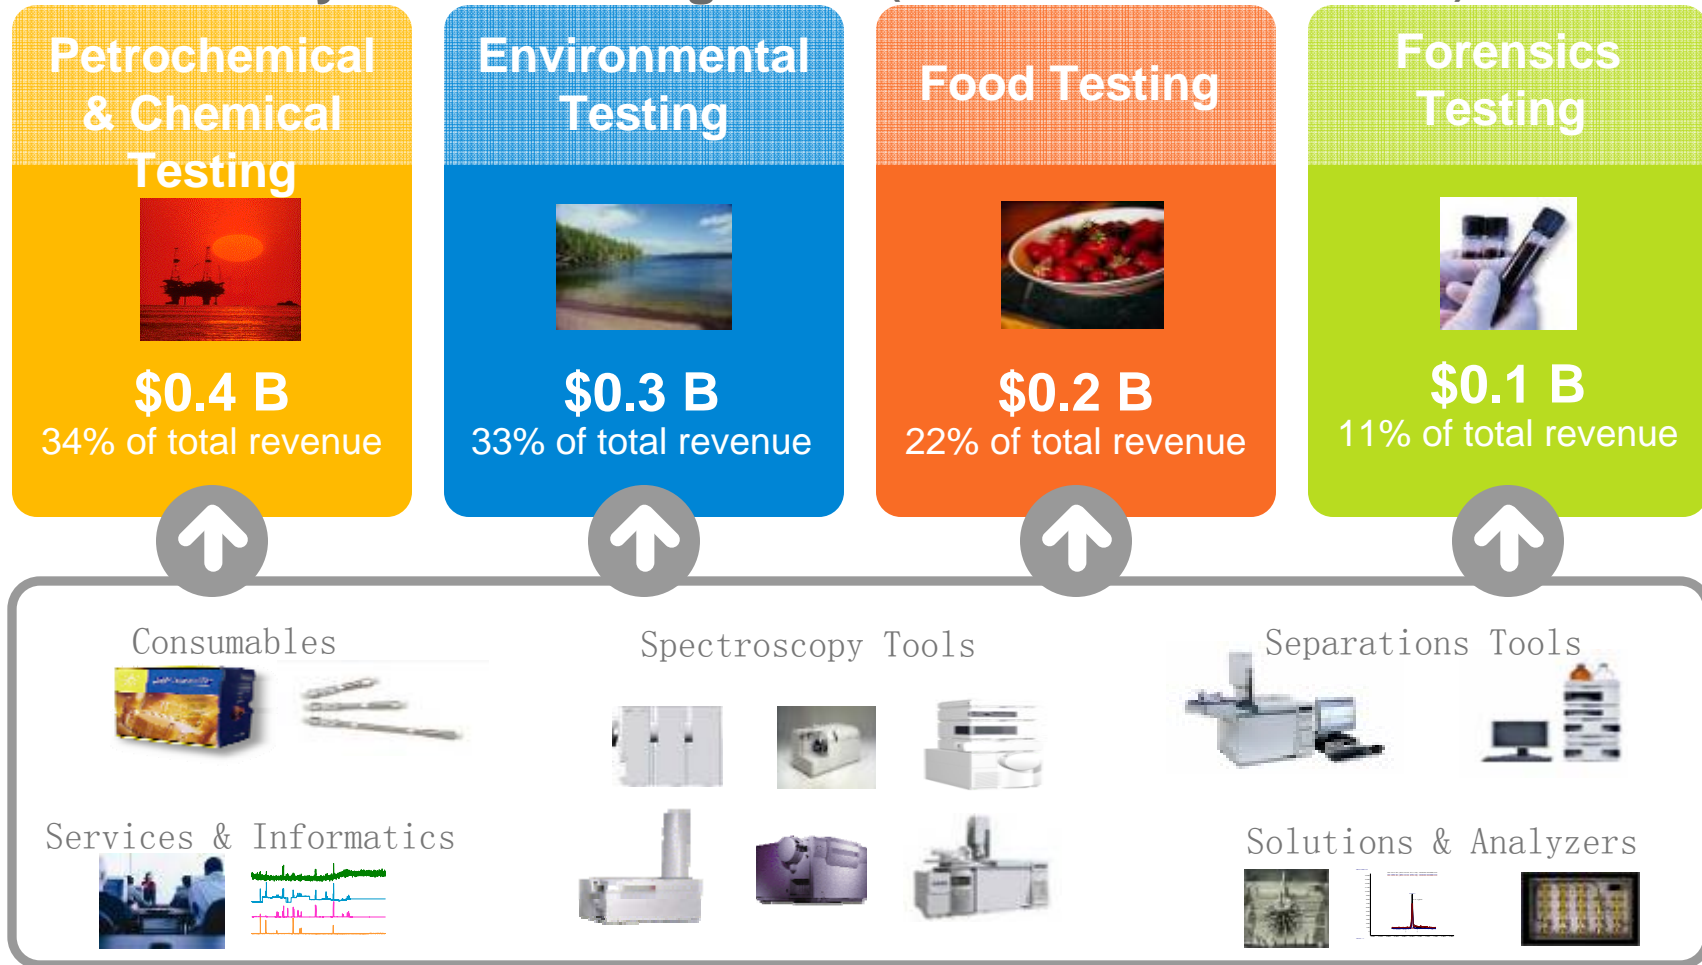 Petrochemical
& Chemical
Testing
$0.4 B
34% of total revenue
Environmental
Testing
$0.3 B
33% of total revenue
Food Testing
$0.2 B
22% of total revenue
Forensics
Testing
$0.1 B
11% of total revenue
Consumables
Spectroscopy Tools
Separations Tools
Services & Informatics
Solutions & Analyzers